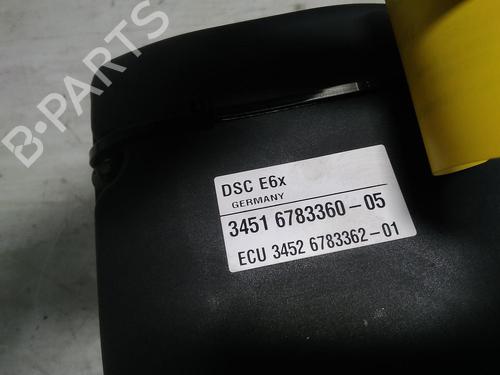 B-PARTS
DSC E6x
GERMANY
3451 6783360-05
ECU 3452 6783362-01